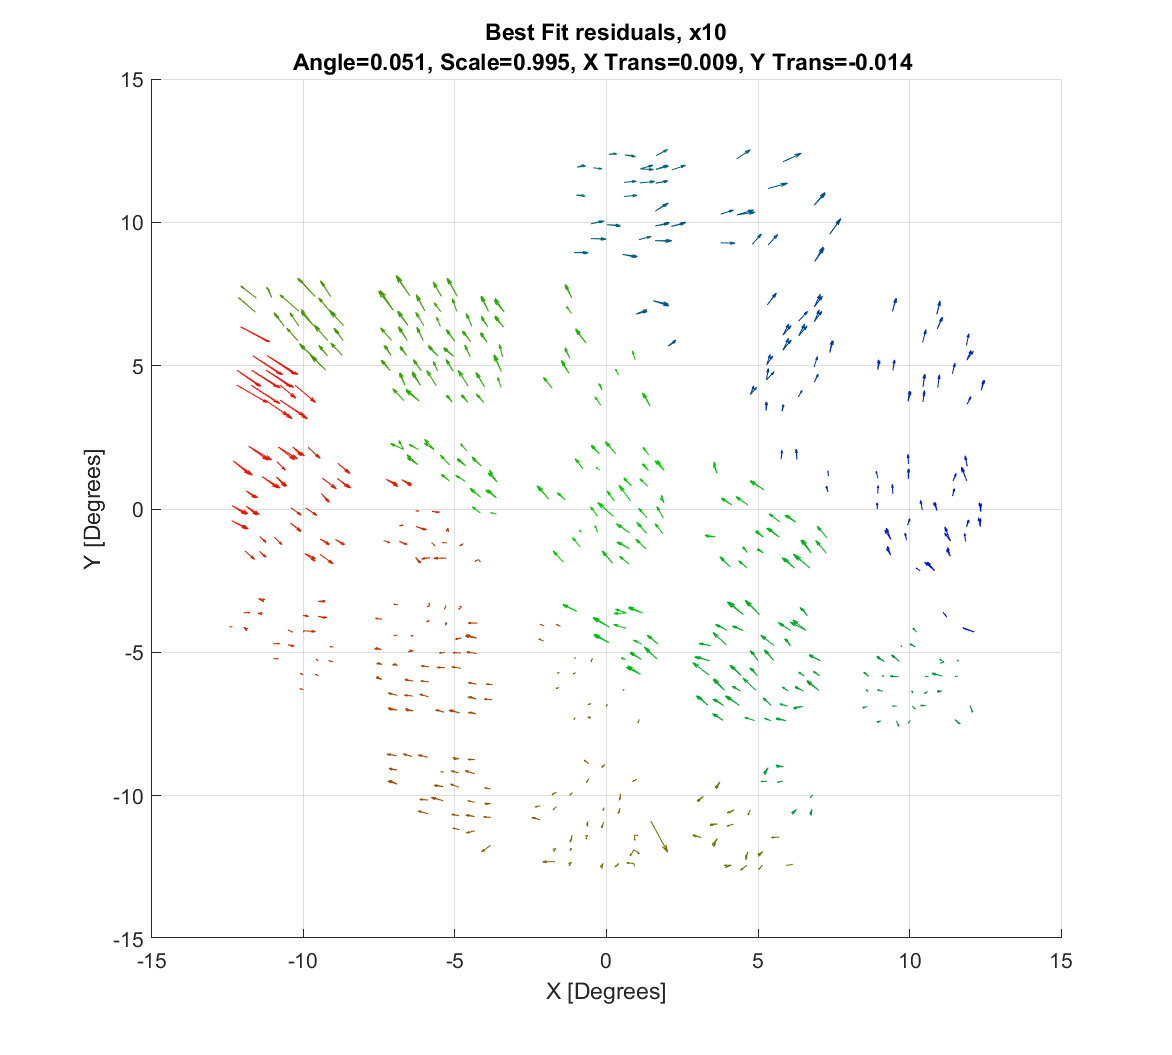 Best Fit residuals, x10
Angle=0.051, Scale=0.995, X Trans=0.009, Y Trans=-0.014
15
10
5
0
-5
-10
-15
Y [Degrees]
-15 -10 -5 0 5 10 15
X [Degrees]